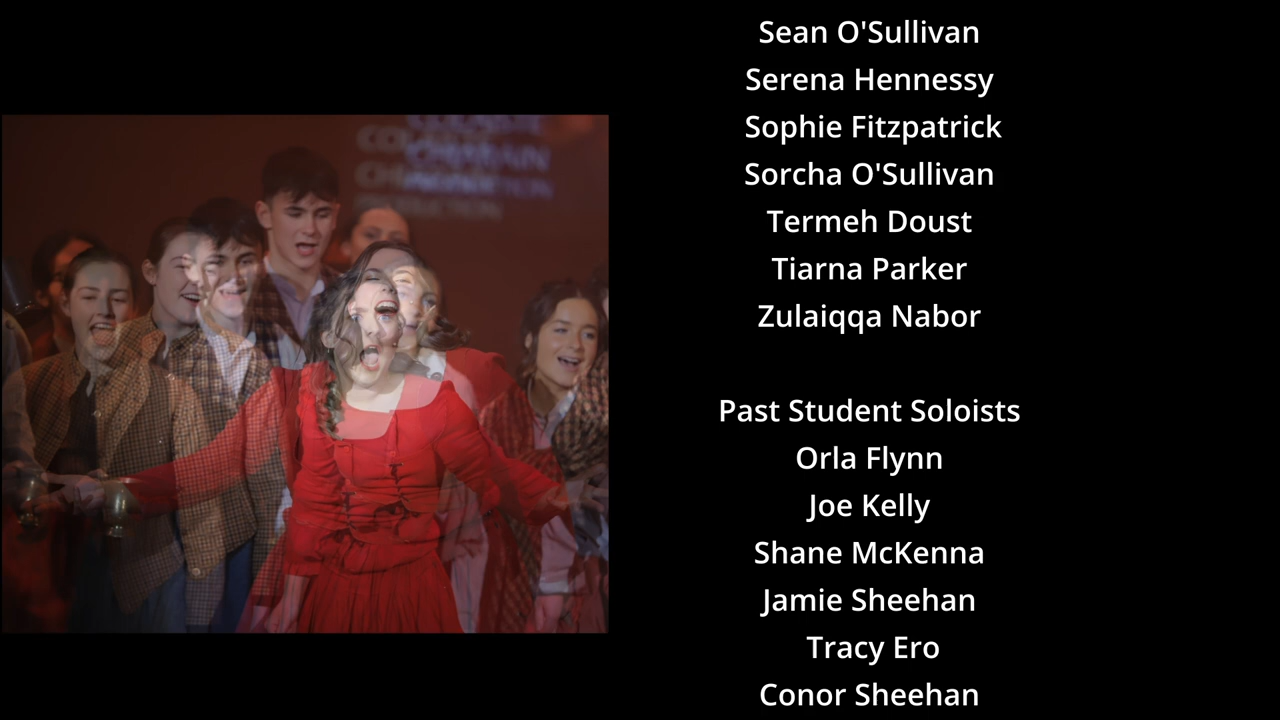 Sean O'Sullivan
Serena Hennessy
Sophie Fitzpatrick
Sorcha O'Sullivan
Termeh Doust
Tiarna Parker
Zulaiqqa Nabor
Past Student Soloists
Orla Flynn
Joe Kelly
Shane McKenna
Jamie Sheehan
Tracy Ero
Conor Sheehan